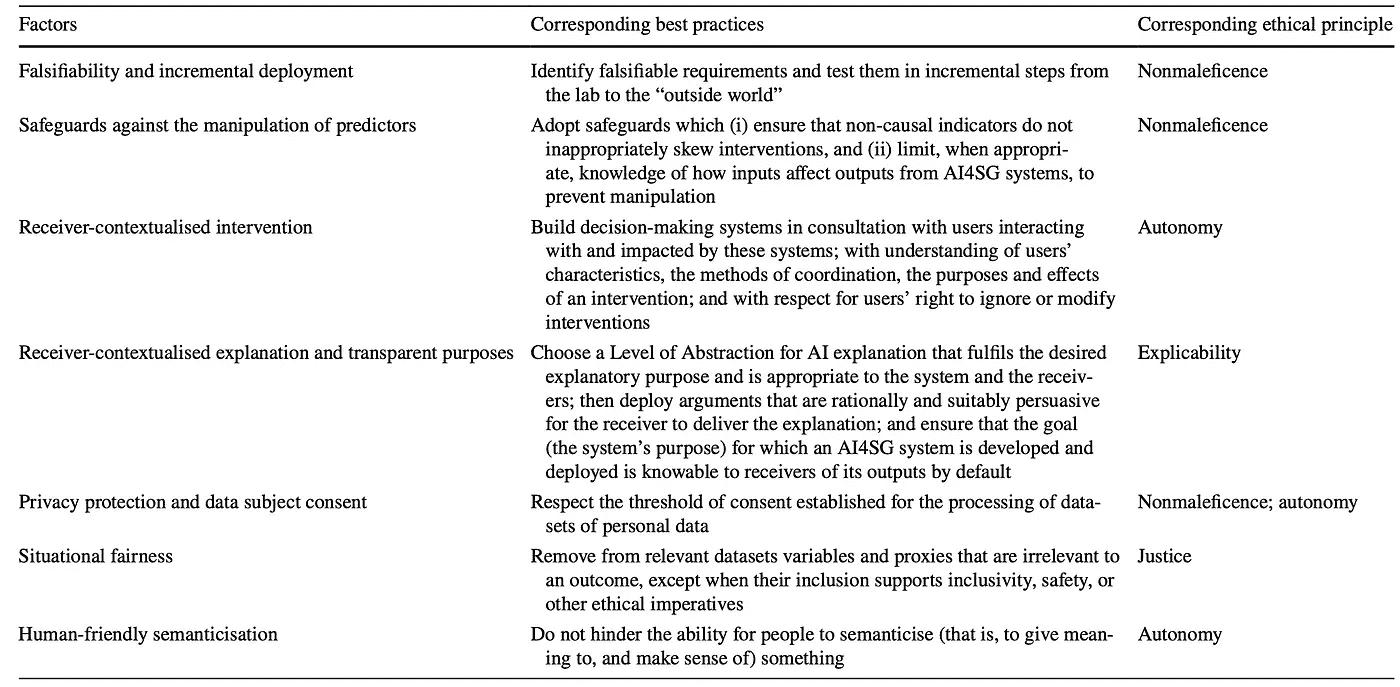 Factors Corresponding best practices Corresponding ethical principle
Falsifiability and incremental deployment Identify falsifiable requirements and test them in incremental steps from Nonmaleficence
the lab to the “outside world”
Safeguards against the manipulation of predictors Adopt safeguards which (i) ensure that non-causal indicators do not Nonmaleficence
inappropriately skew interventions, and (ii) limit, when appropri-
ate, knowledge of how inputs affect outputs from AI4SG systems, to
prevent manipulation
Receiver-contextualised intervention Build decision-making systems in consultation with users interacting Autonomy
with and impacted by these systems; with understanding of users’
characteristics, the methods of coordination, the purposes and effects
of an intervention; and with respect for users’ right to ignore or modify
interventions
Receiver-contextualised explanation and transparent purposes Choose a Level of Abstraction for AI explanation that fulfils the desired Explicability
explanatory purpose and is appropriate to the system and the receiv-
ers; then deploy arguments that are rationally and suitably persuasive
for the receiver to deliver the explanation; and ensure that the goal
(the system’s purpose) for which an AI4SG system is developed and
deployed is knowable to receivers of its outputs by default
Privacy protection and data subject consent Respect the threshold of consent established for the processing of data- Nonmaleficence; autonomy
sets of personal data
Situational fairness Remove from relevant datasets variables and proxies that are irrelevant to Justice
an outcome, except when their inclusion supports inclusivity, safety, or
other ethical imperatives
Human-friendly semanticisation Do not hinder the ability for people to semanticise (that is, to give mean- Autonomy
ing to, and make sense of) something